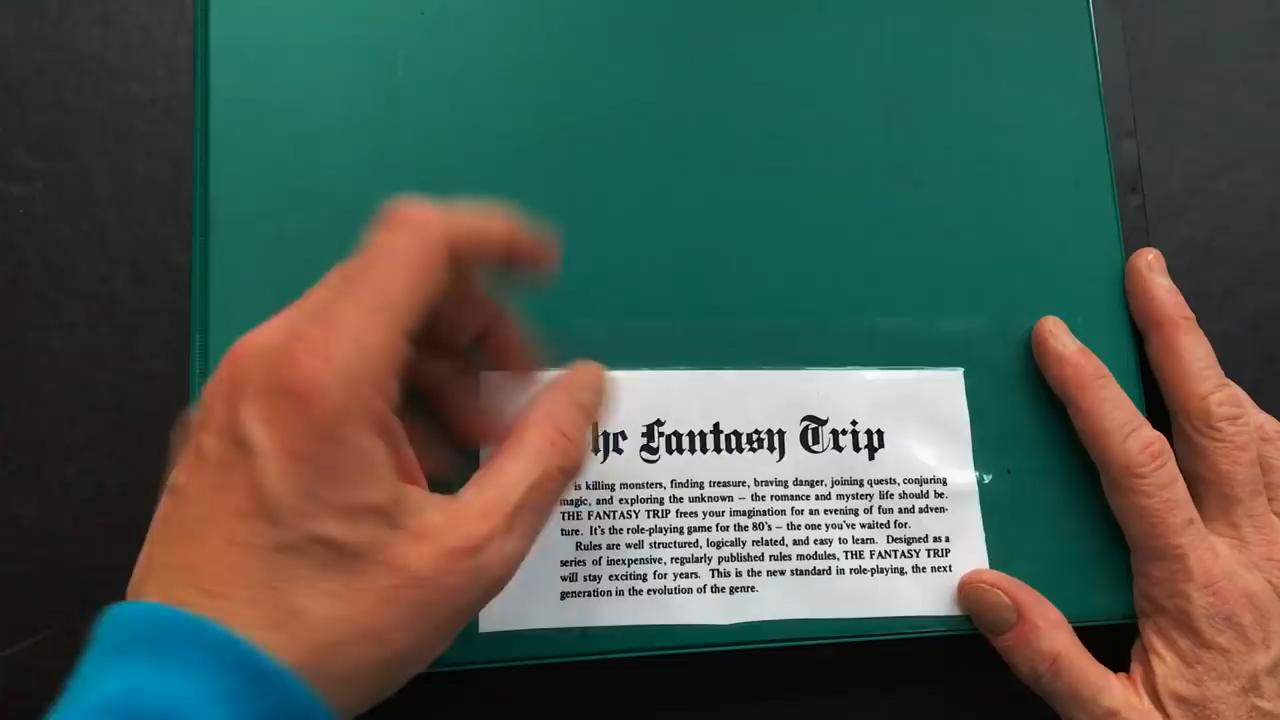 he Fantasy Trip
is killing monsters, finding treasure, braving danger, joining quests, conjuring
magic, and exploring the unknown – the romance and mystery life should be.
THE FANTASY TRIP frees your imagination for an evening of fun and adven-
ture. It's the role-playing game for the 80's – the one you've waited for.
Rules are well structured, logically related, and easy to learn. Designed as a
series of inexpensive, regularly published rules modules, THE FANTASY TRIP
will stay exciting for years. This is the new standard in role-playing, the next
generation in the evolution of the genre.